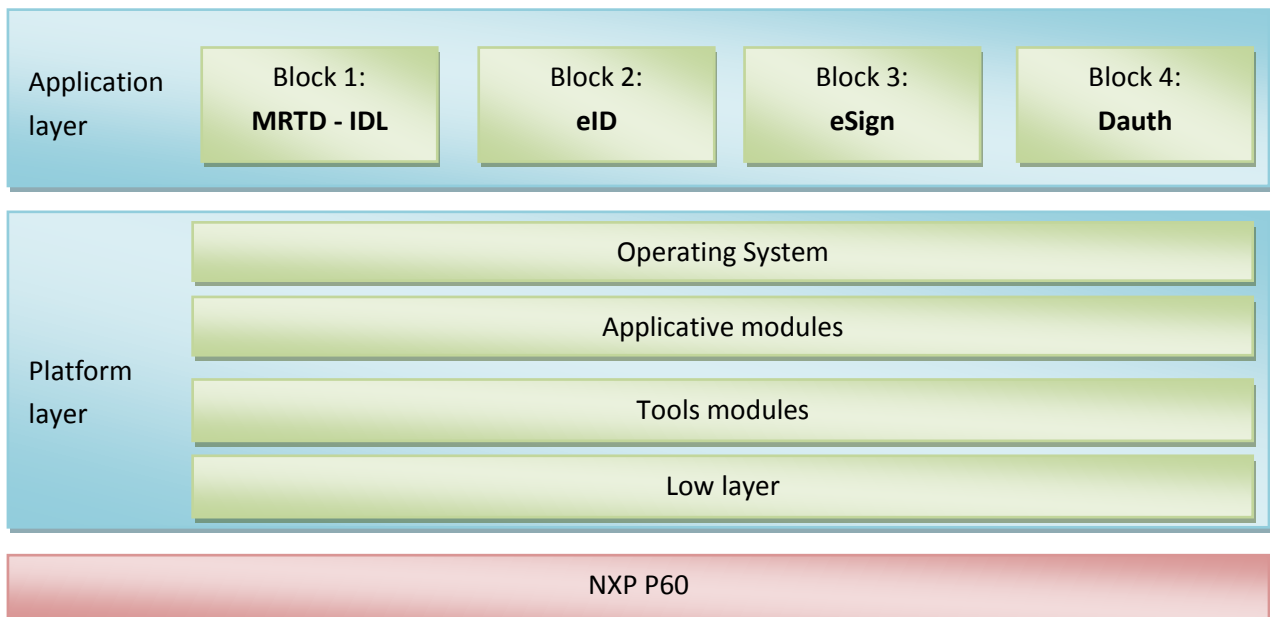 Application
layer
Block 1:
MRTD - IDL
Block 2:
eID
Block 3:
eSign
Block 4:
Dauth
Platform
layer
Operating System
Applicative modules
Tools modules
Low layer
NXP P60